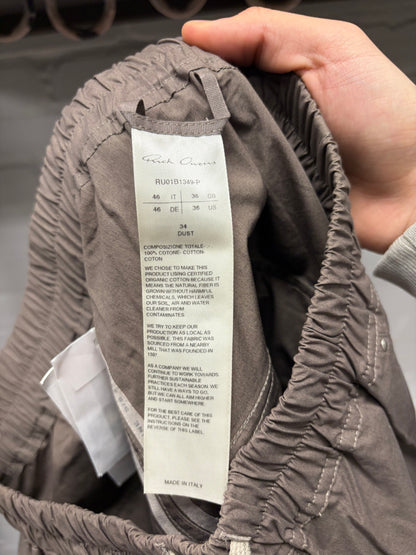 Rick Owens
RU01B1349-P
46 IT 36 GB
46 DE 36 US
34
DUST
COMPOSIZIONE TOTALE-
100% COTONE- COTTON-
COTTON
WE CHOSE TO MAKE THIS
PRODUCT USING CERTIFIED
ORGANIC COTTON BECAUSE IT
MEANS THE NATURAL FIBER IS
GROWN WITHOUT HARMFUL
CHEMICALS, WHICH LEAVES
OUR SOIL, AIR AND WATER
CLEANER FROM
CONTAMINATES
WE TRY TO KEEP OUR
PRODUCTION AS LOCAL AS
POSSIBLE, THIS FABRIC WAS
SOURCED FROM A NEARBY
MILL THAT WAS FOUNDED IN
AS A COMPANY WE ARE
CONTINUING TO WORK TOWARDS
FURTHER SUSTAINABLE
PRACTICES EACH SEASON. WE
STILL HAVE A WAYS TO GO,
BUT WE CAN ALL AIM HIGHER
AND START SOMEWHERE.
FOR THE BEST CARE OF THIS
PRODUCT, PLEASE SEE THE
INSTRUCTIONS ON THE
REVERSE OF THIS LABEL.
MADE IN ITALY